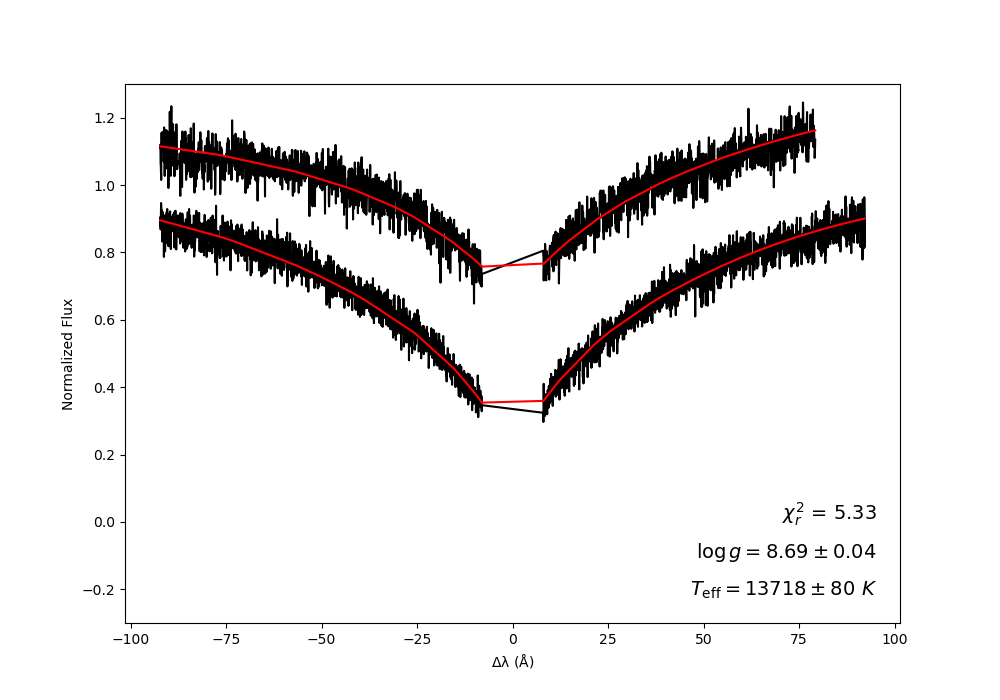 1.2
1.0
0.8
0.6
0.4
0.2
0.0
−0.2
Normalized Flux
χ²ᵣ = 5.33
log g = 8.69 ± 0.04
T_eff = 13718 ± 80 K
−100 −75 −50 −25 0 25 50 75 100
Δλ (Å)